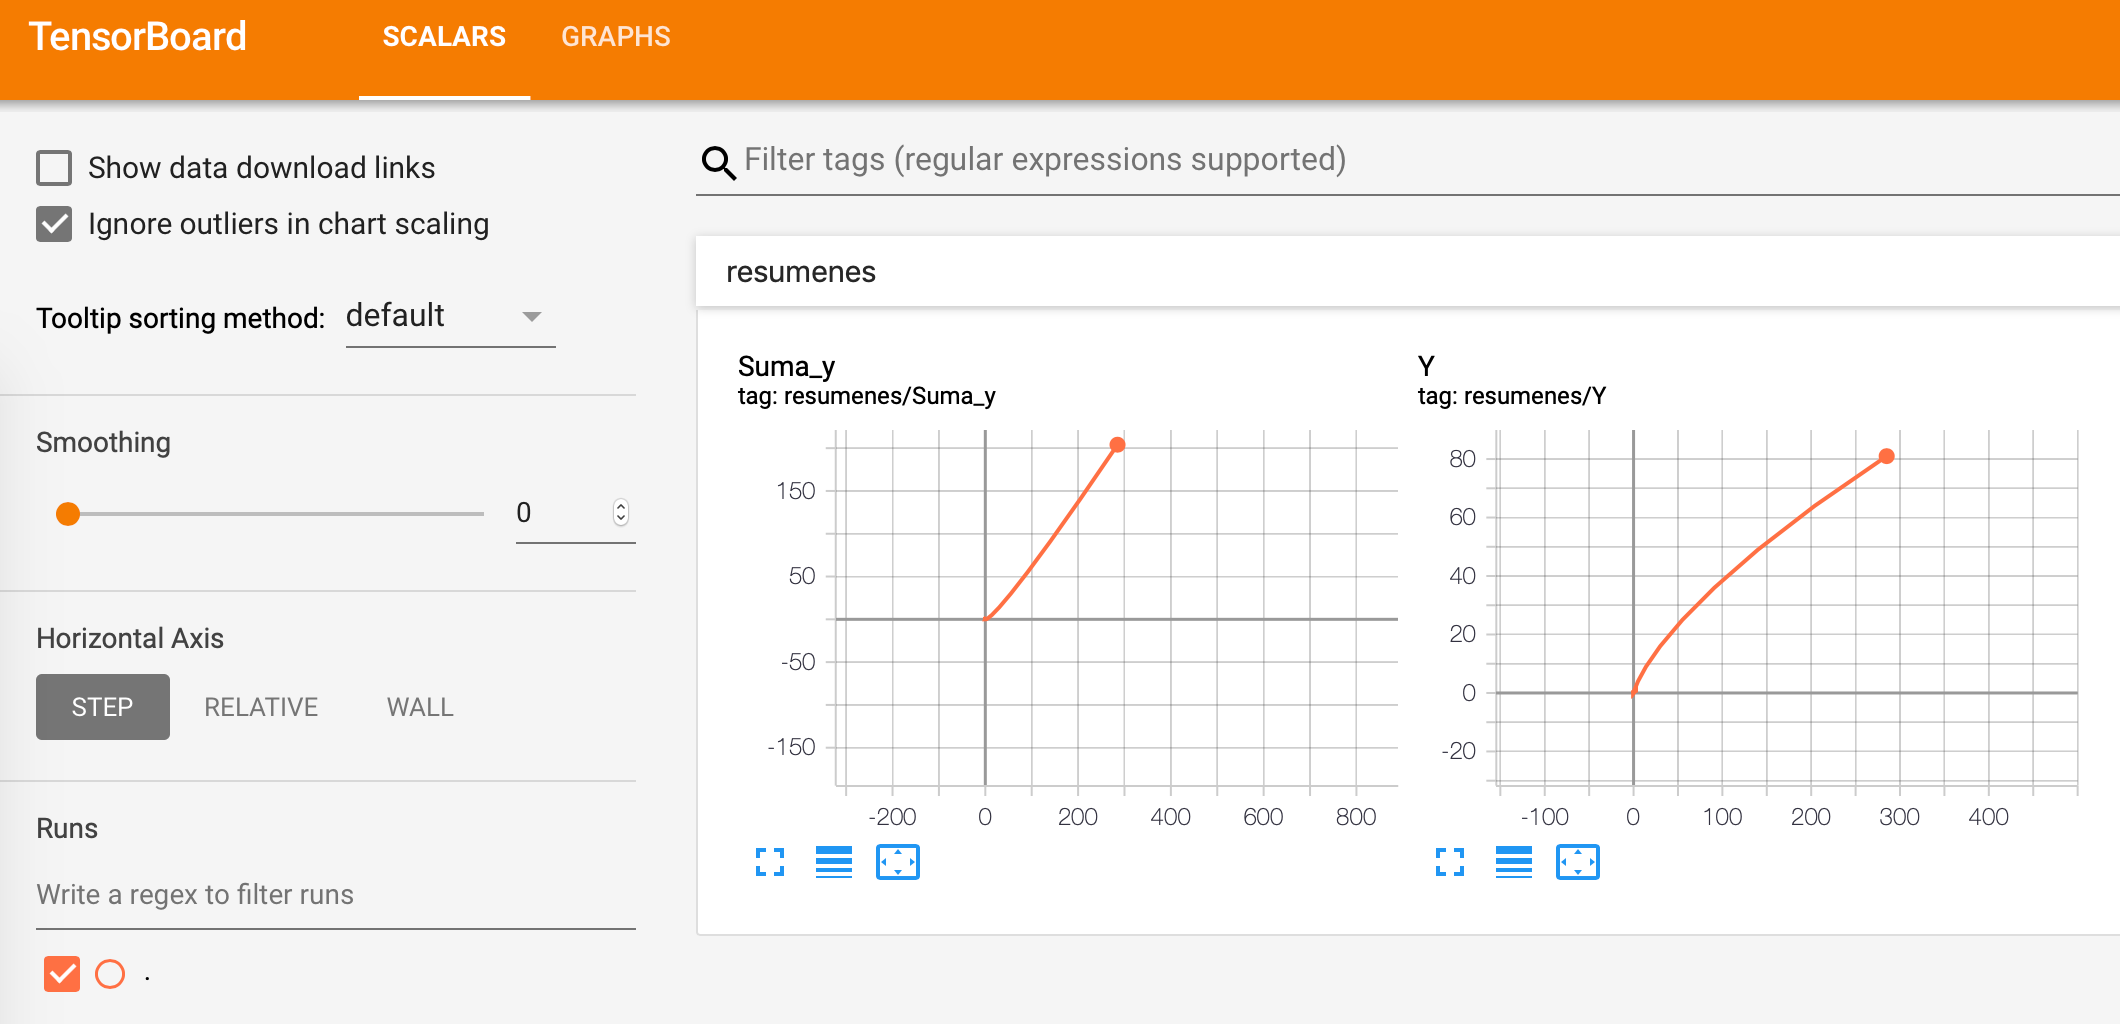 TensorBoard SCALARS GRAPHS
Show data download links
Ignore outliers in chart scaling
Tooltip sorting method: default
Smoothing
0
Horizontal Axis
STEP RELATIVE WALL
Runs
Write a regex to filter runs
.
Filter tags (regular expressions supported)
resumenes
Suma_y
tag: resumenes/Suma_y
150
50
-50
-150
-200 0 200 400 600 800
Y
tag: resumenes/Y
80
60
40
20
0
-20
-100 0 100 200 300 400